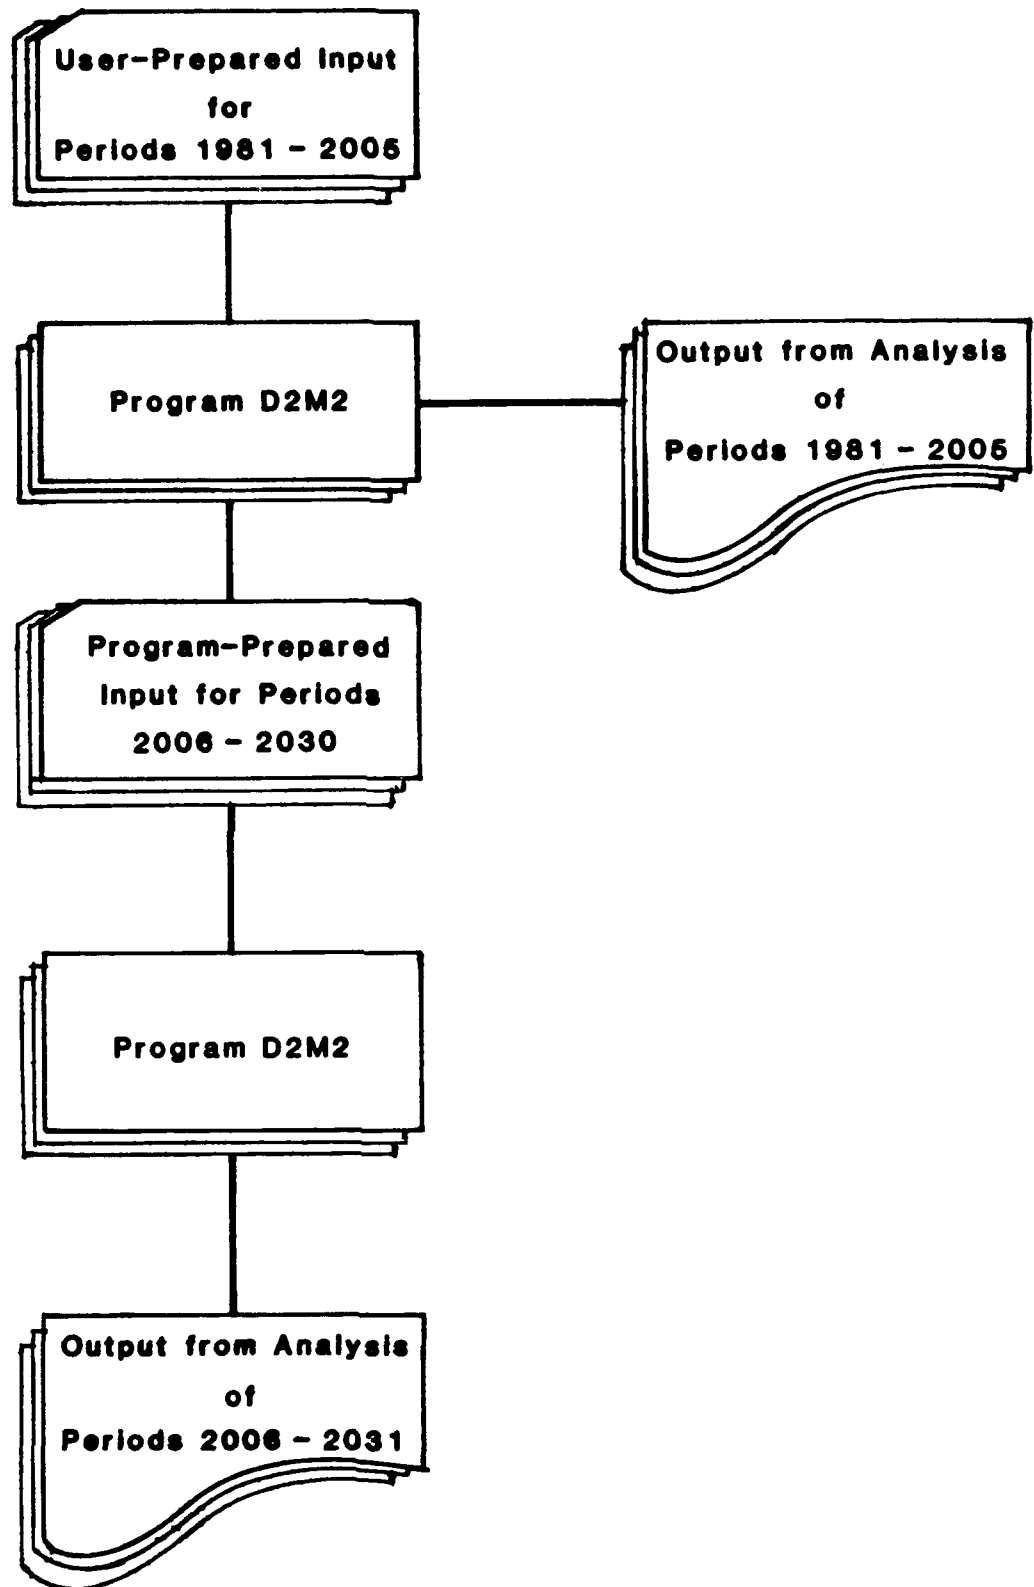 User-Prepared Input
for
Periods 1981 - 2005
Program D2M2
Output from Analysis
of
Periods 1981 - 2005
Program-Prepared
Input for Periods
2006 - 2030
Program D2M2
Output from Analysis
of
Periods 2006 - 2031